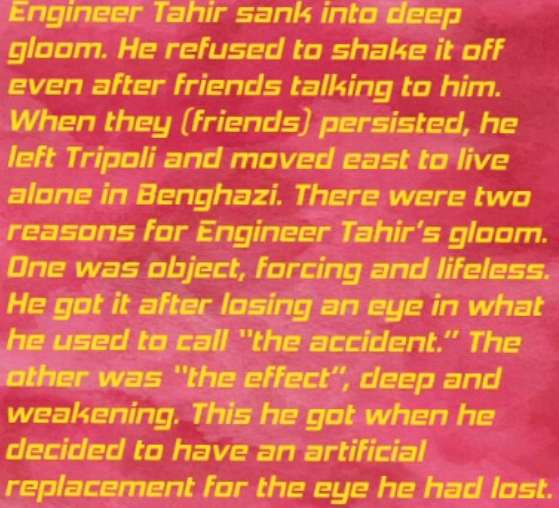 Engineer Tahir sank into deep
gloom. He refused to shake it off
even after friends talking to him.
When they (friends) persisted, he
left Tripoli and moved east to live
alone in Benghazi. There were two
reasons for Engineer Tahir's gloom.
One was object, forcing and lifeless.
He got it after losing an eye in what
he used to call "the accident." The
other was "the effect", deep and
weakening. This he got when he
decided to have an artificial
replacement for the eye he had lost.